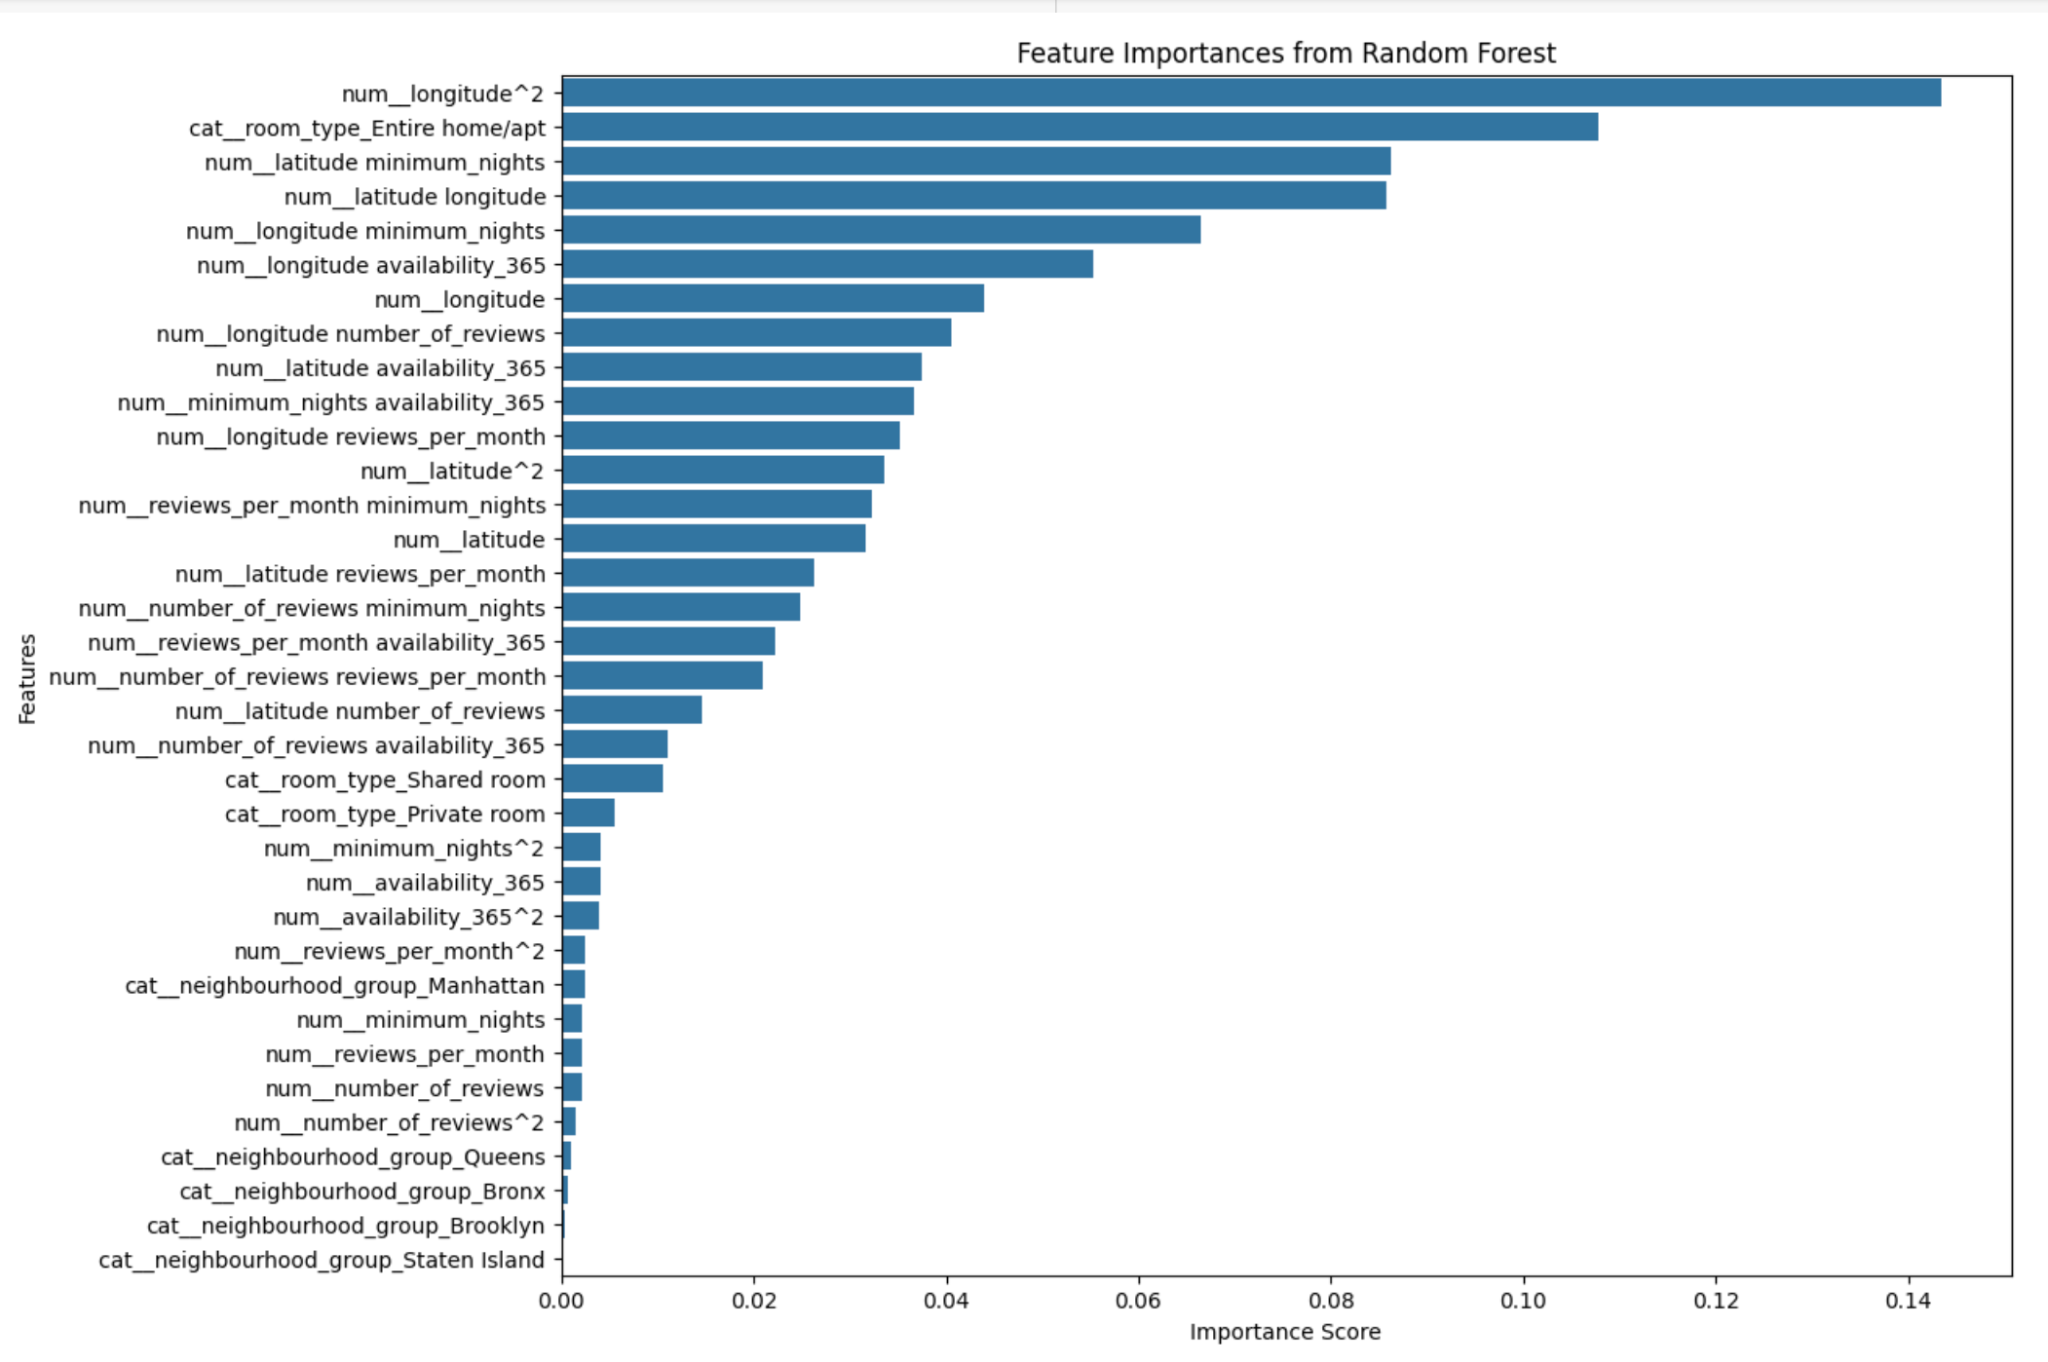 Feature Importances from Random Forest
num__longitude^2
cat__room_type_Entire home/apt
num__latitude minimum_nights
num__latitude longitude
num__longitude minimum_nights
num__longitude availability_365
num__longitude
num__longitude number_of_reviews
num__latitude availability_365
num__minimum_nights availability_365
num__longitude reviews_per_month
num__latitude^2
num__reviews_per_month minimum_nights
num__latitude
num__latitude reviews_per_month
num__number_of_reviews minimum_nights
num__reviews_per_month availability_365
num__number_of_reviews reviews_per_month
num__latitude number_of_reviews
num__number_of_reviews availability_365
cat__room_type_Shared room
cat__room_type_Private room
num__minimum_nights^2
num__availability_365
num__availability_365^2
num__reviews_per_month^2
cat__neighbourhood_group_Manhattan
num__minimum_nights
num__reviews_per_month
num__number_of_reviews
num__number_of_reviews^2
cat__neighbourhood_group_Queens
cat__neighbourhood_group_Bronx
cat__neighbourhood_group_Brooklyn
cat__neighbourhood_group_Staten Island
Features
0.00 0.02 0.04 0.06 0.08 0.10 0.12 0.14
Importance Score